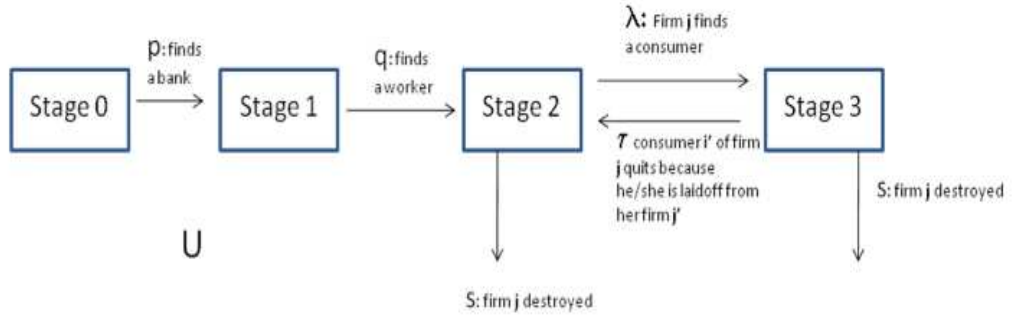 Stage 0
p: finds
a bank
Stage 1
q: finds
a worker
Stage 2
λ: Firm j finds
a consumer
τ consumer i' of firm
j quits because
he/she is laidoff from
her firm j'
Stage 3
S: firm j destroyed
U
S: firm j destroyed